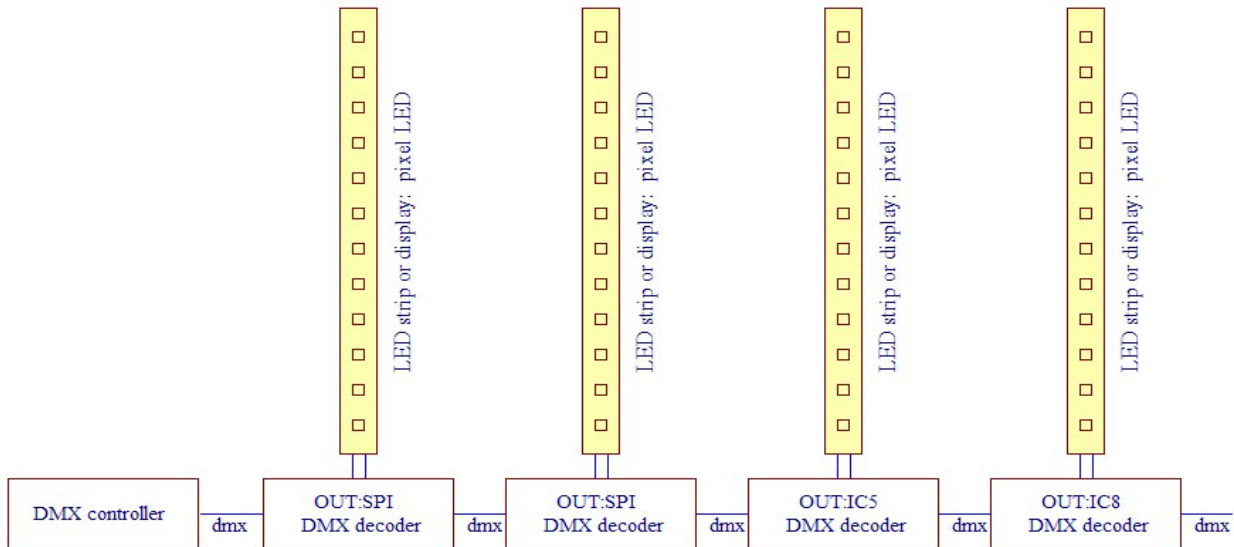 LED strip or display: pixel LED
LED strip or display: pixel LED
LED strip or display: pixel LED
LED strip or display: pixel LED
DMX controller
dmx
OUT:SPI
DMX decoder
dmx
OUT:SPI
DMX decoder
dmx
OUT:IC5
DMX decoder
dmx
OUT:IC8
DMX decoder
dmx